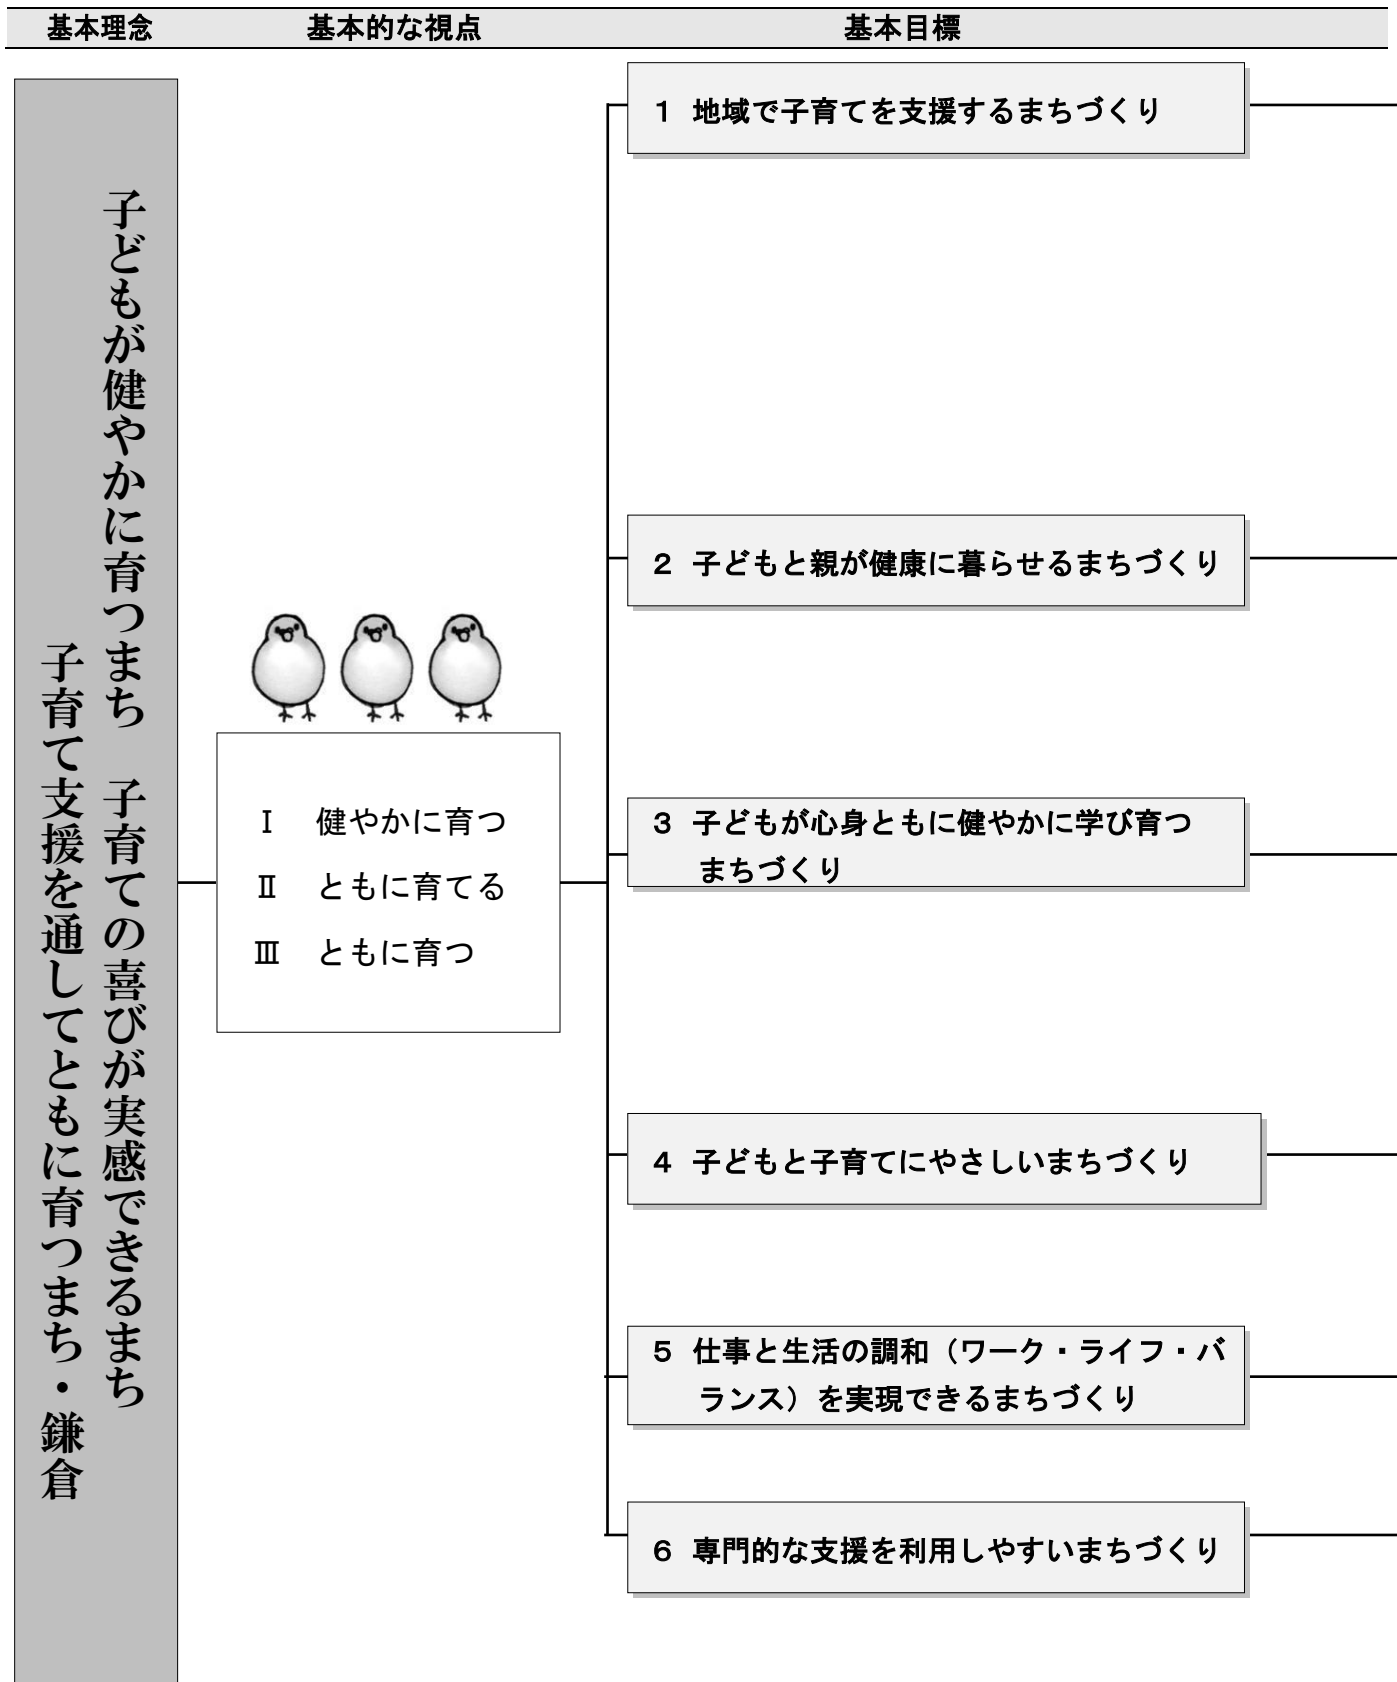 基本理念 基本的な視点 基本目標
子どもが健やかに育つまち 子育ての喜びが実感できるまち
子育て支援を通してともに育つまち・鎌倉
Ⅰ 健やかに育つ
Ⅱ ともに育てる
Ⅲ ともに育つ
1 地域で子育てを支援するまちづくり
2 子どもと親が健康に暮らせるまちづくり
3 子どもが心身ともに健やかに学び育つ
まちづくり
4 子どもと子育てにやさしいまちづくり
5 仕事と生活の調和（ワーク・ライフ・バ
ランス）を実現できるまちづくり
6 専門的な支援を利用しやすいまちづくり